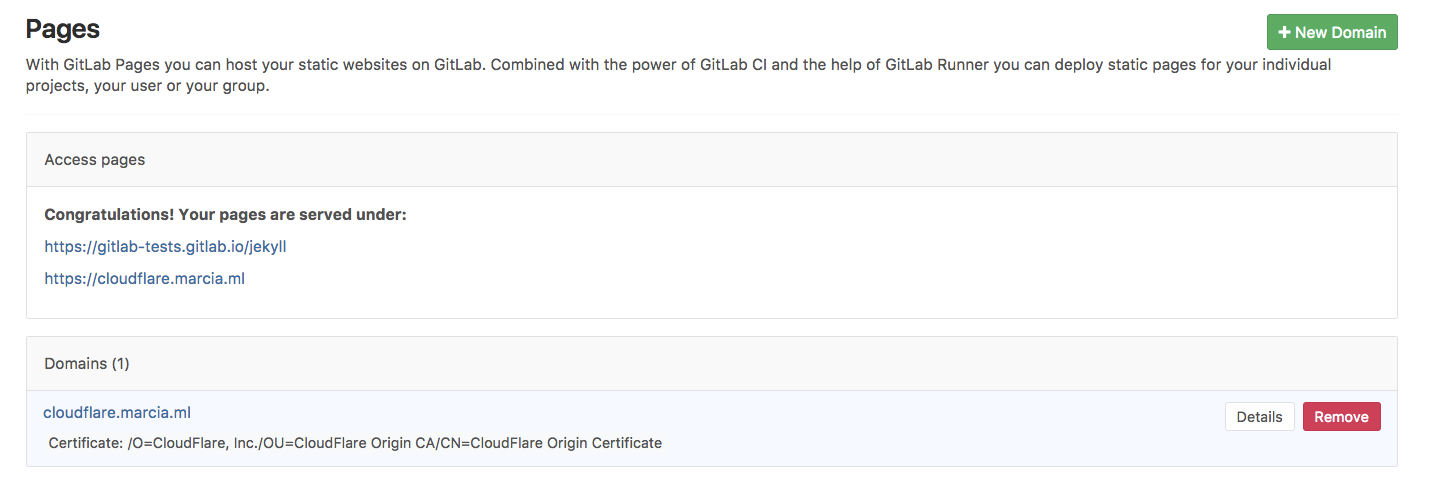 Pages
+ New Domain
With GitLab Pages you can host your static websites on GitLab. Combined with the power of GitLab CI and the help of GitLab Runner you can deploy static pages for your individual
projects, your user or your group.
Access pages
Congratulations! Your pages are served under:
https://gitlab-tests.gitlab.io/jekyll
https://cloudflare.marcia.ml
Domains (1)
cloudflare.marcia.ml
Details
Remove
Certificate: /O=CloudFlare, Inc./OU=CloudFlare Origin CA/CN=CloudFlare Origin Certificate